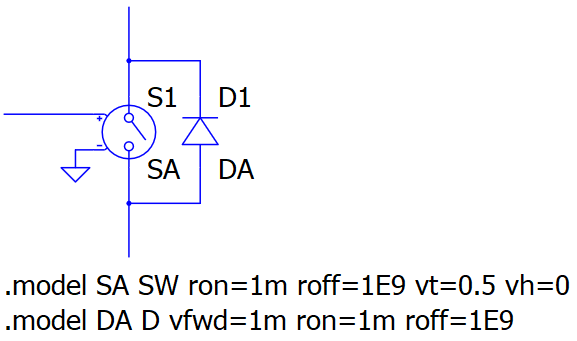 S1 D1
+
-
SA DA
.model SA SW ron=1m roff=1E9 vt=0.5 vh=0
.model DA D vfwd=1m ron=1m roff=1E9